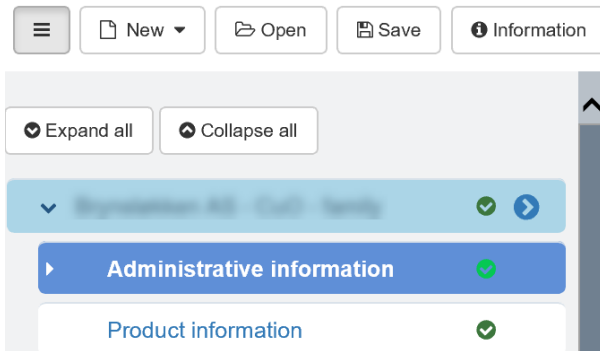 New Open Save Information
Expand all Collapse all
Administrative information
Product information